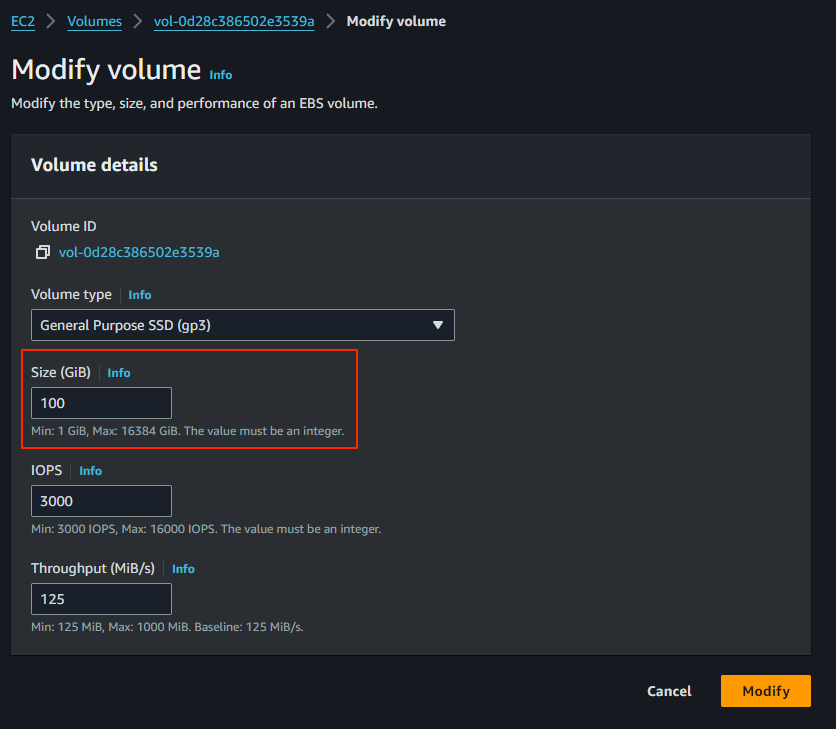 EC2 > Volumes > vol-0d28c386502e3539a > Modify volume
Modify volume Info
Modify the type, size, and performance of an EBS volume.
Volume details
Volume ID
vol-0d28c386502e3539a
Volume type Info
General Purpose SSD (gp3)
Size (GiB) Info
100
Min: 1 GiB, Max: 16384 GiB. The value must be an integer.
IOPS Info
3000
Min: 3000 IOPS, Max: 16000 IOPS. The value must be an integer.
Throughput (MiB/s) Info
125
Min: 125 MiB, Max: 1000 MiB. Baseline: 125 MiB/s.
Cancel Modify